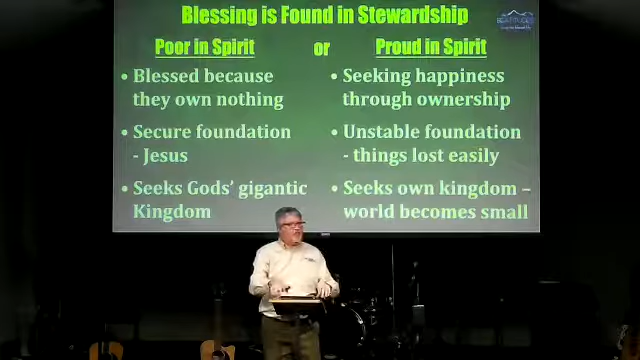 Blessing is Found in Stewardship
BEATITUDES
Poor in Spirit or Proud in Spirit
• Blessed because
they own nothing
• Secure foundation
- Jesus
• Seeks Gods' gigantic
Kingdom
• Seeking happiness
through ownership
• Unstable foundation
- things lost easily
• Seeks own kingdom –
world becomes small